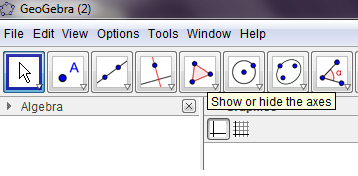 GeoGebra (2)
File Edit View Options Tools Window Help
A
α
Show or hide the axes
Algebra